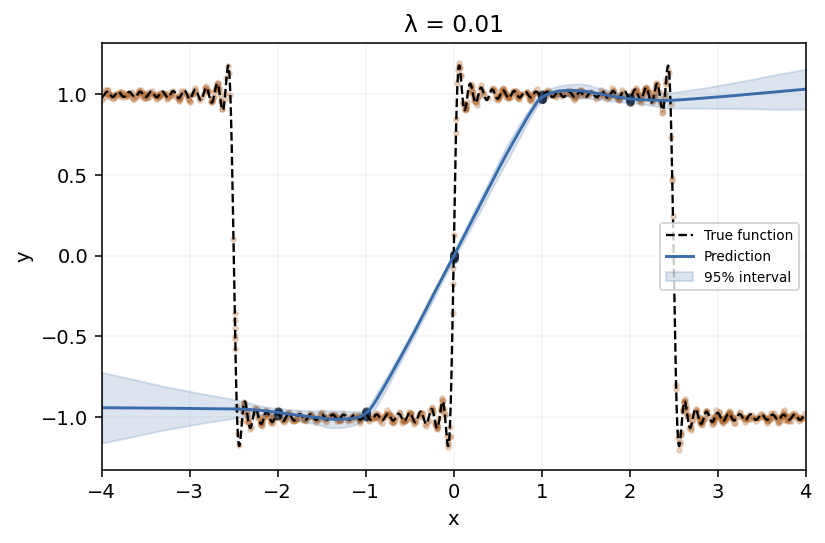 λ = 0.01
1.0
0.5
0.0
−0.5
−1.0
y
True function
Prediction
95% interval
−4
−3
−2
−1
0
1
2
3
4
x